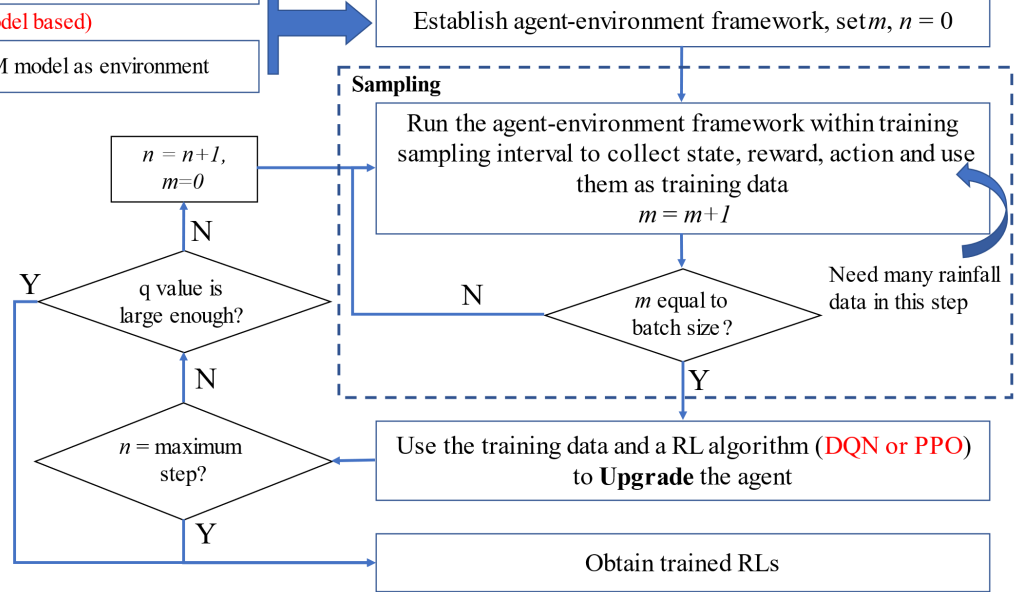 del based)
M model as environment
Establish agent-environment framework, set m, n = 0
Sampling
Run the agent-environment framework within training
sampling interval to collect state, reward, action and use
them as training data
m = m+1
n = n+1,
m=0
N
Y
q value is
large enough?
N
m equal to
batch size?
Need many rainfall
data in this step
N
Y
n = maximum
step?
Use the training data and a RL algorithm (DQN or PPO)
to Upgrade the agent
Y
Obtain trained RLs